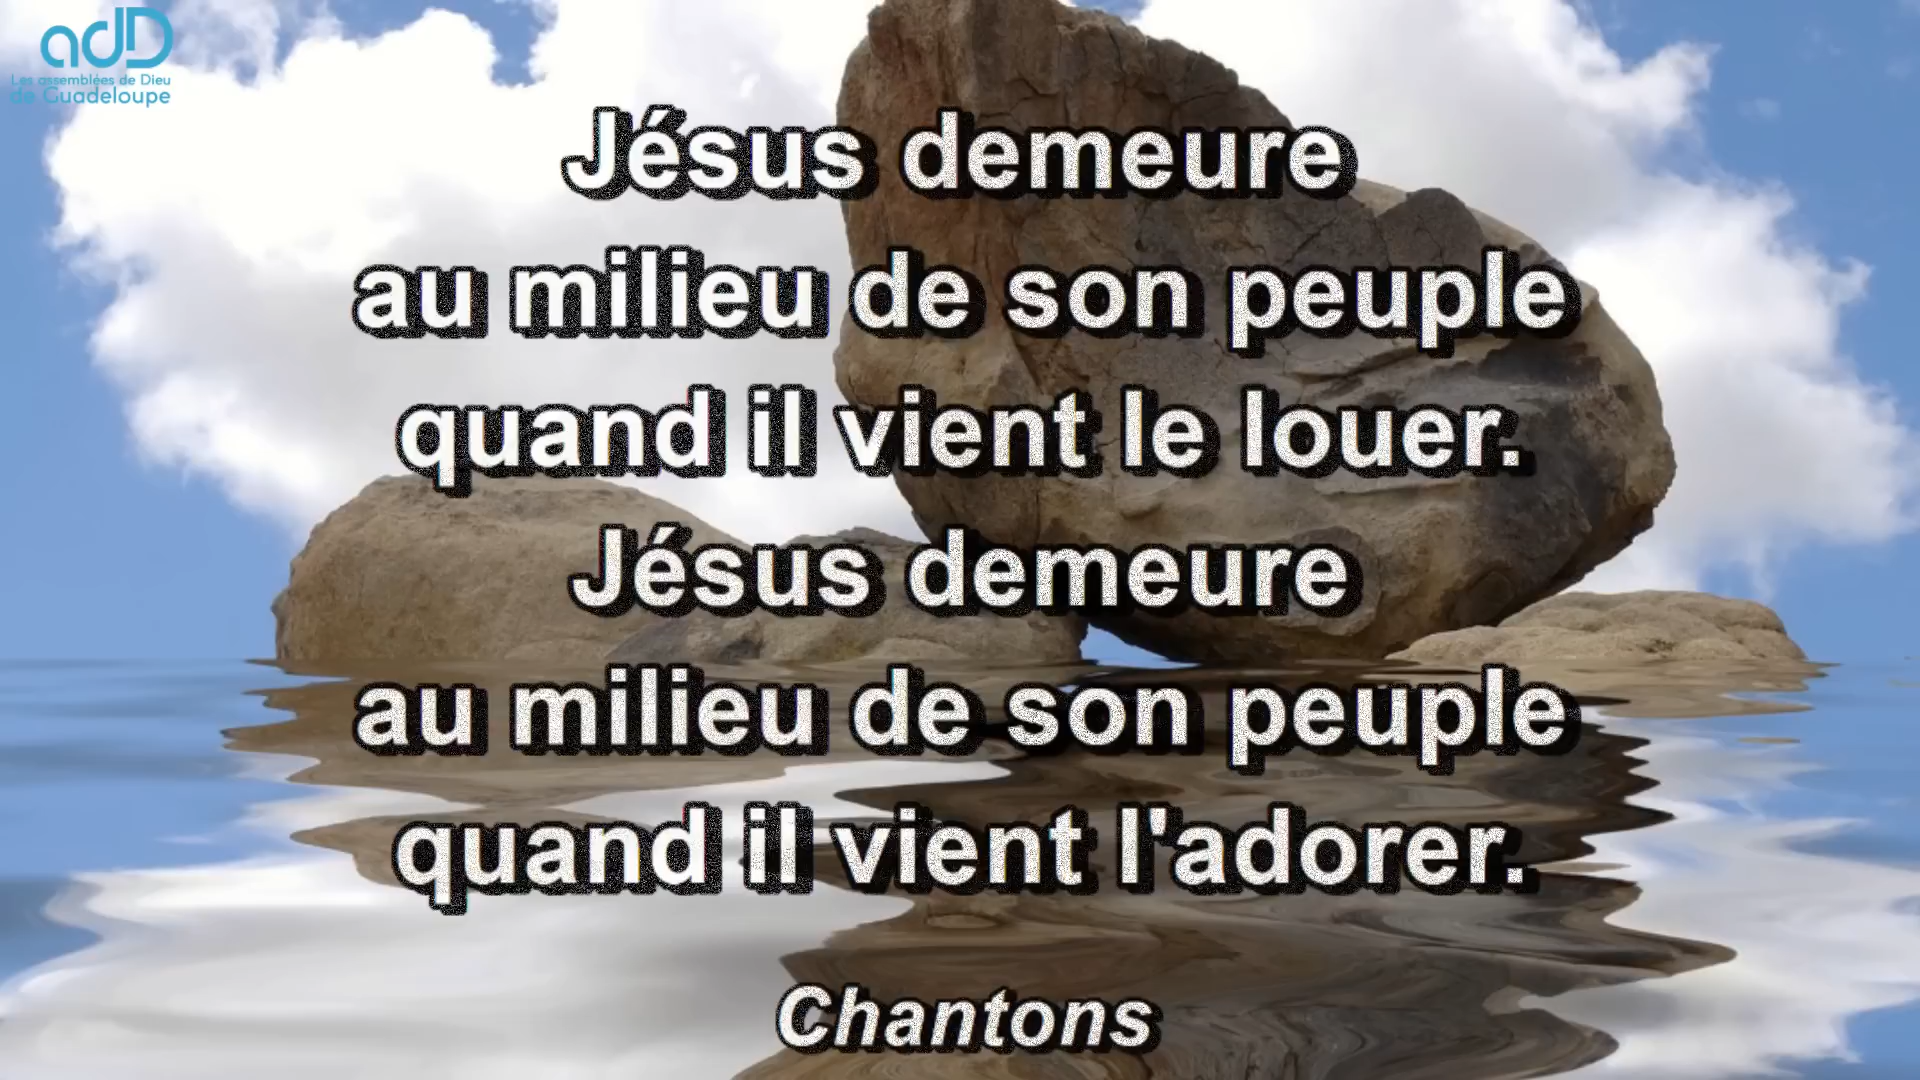 adD
Les assemblées de Dieu
de Guadeloupe
Jésus demeure
au milieu de son peuple
quand il vient le louer.
Jésus demeure
au milieu de son peuple
quand il vient l'adorer.
Chantons